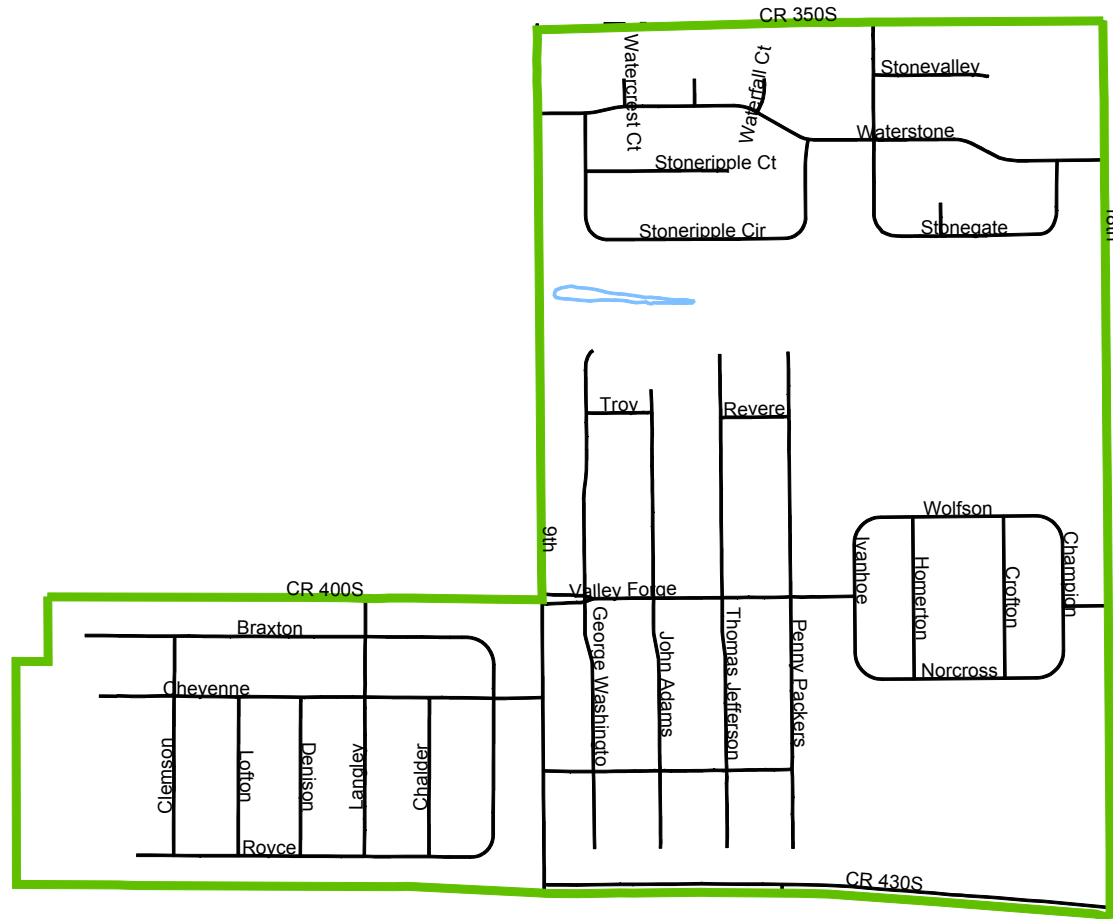 CR 350S
Watercrest Ct
Waterfall Ct
Stonevalley
Waterstone
Stoneripple Ct
Stoneripple Cir
Stonegate
Troy
Revere
Wolfson
9th
Ivanhoe
Homerton
Crofton
Champion
CR 400S
Valley Forge
Braxton
George Washingto
John Adams
Thomas Jefferson
Penny Packers
Norcross
Cheyenne
Clemson
Lofton
Denison
Langley
Chalder
Royce
CR 430S